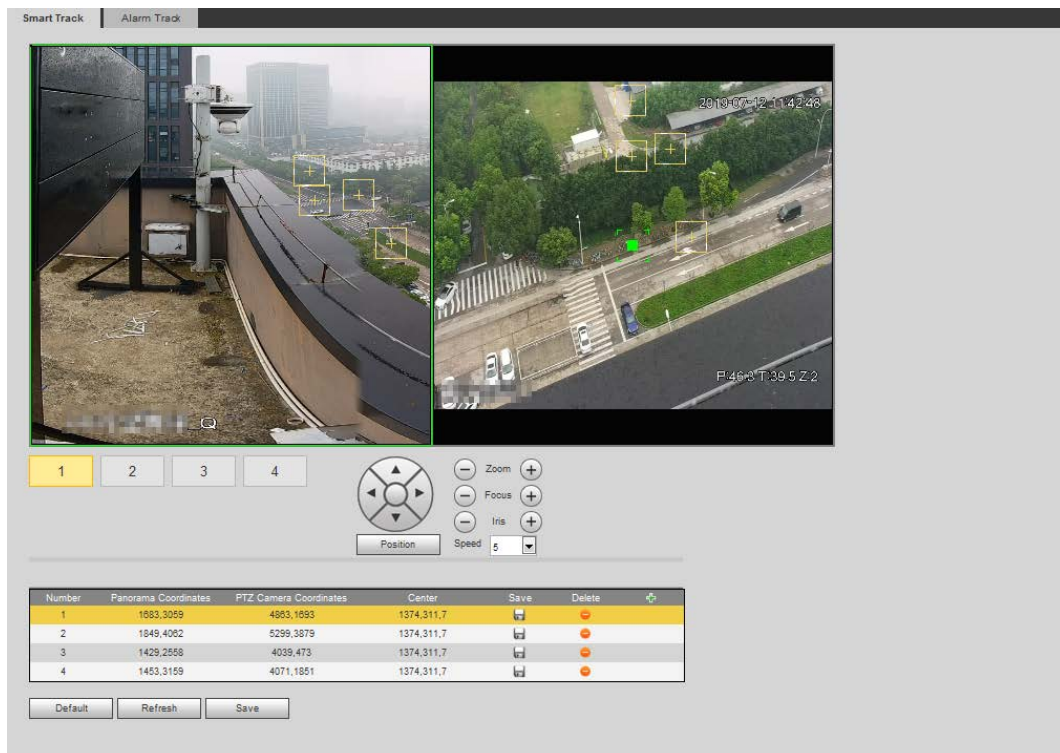 Smart Track Alarm Track
2019-07-12 11:42:48
P:46.8 T:39.5 Z:2
1 2 3 4
Zoom
Focus
Iris
Position Speed 5
Number Panorama Coordinates PTZ Camera Coordinates Center Save Delete
1 1683,3059 4863,1693 1374,311,7
2 1849,4062 5299,3879 1374,311,7
3 1429,2558 4039,473 1374,311,7
4 1453,3159 4071,1851 1374,311,7
Default Refresh Save